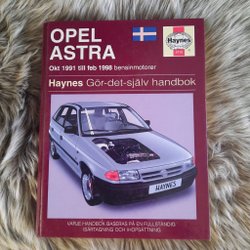 OPEL
ASTRA
Haynes
Okt 1991 till feb 1998 bensinmotorer
Haynes Gör-det-själv handbok
HAYNES
VARJE HANDBOK BASERAS PÅ EN FULLSTÄNDIG
ISÄRTAGNING OCH IHOPSÄTTNING